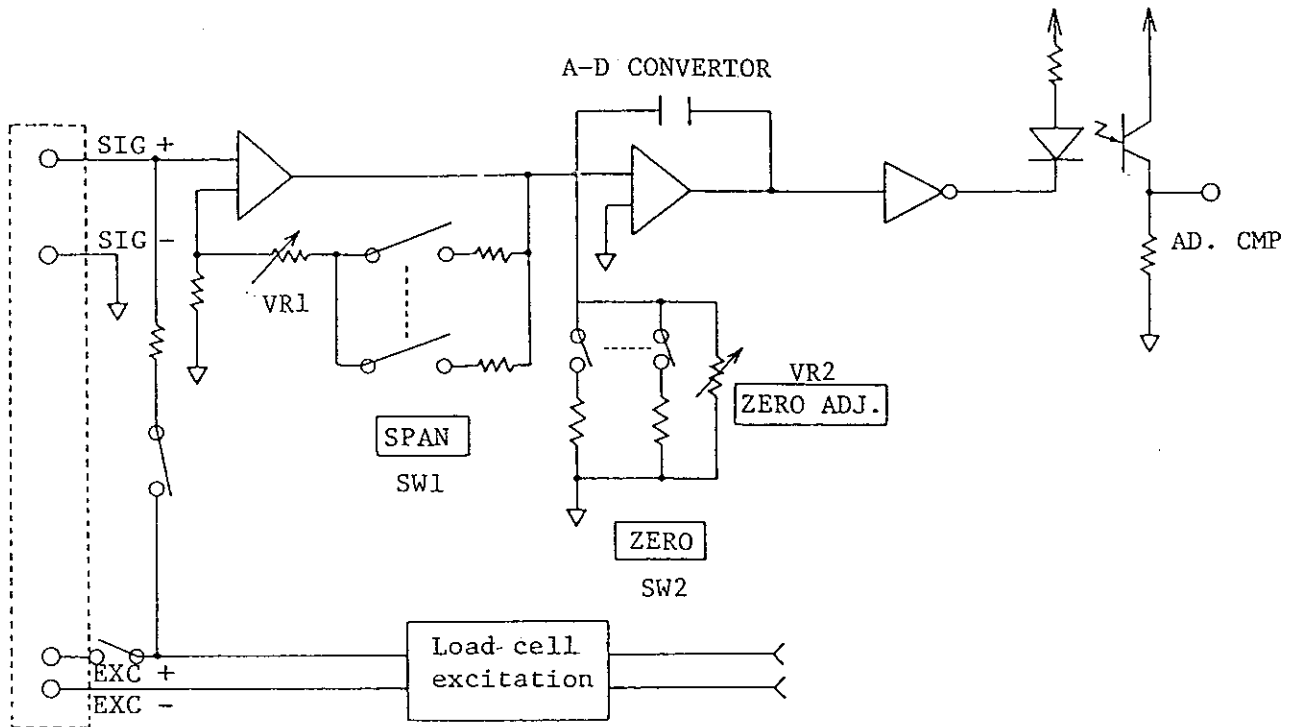 A-D CONVERTOR
SIG +
SIG -
AD. CMP
VR1
VR2
ZERO ADJ.
SPAN
SW1
ZERO
SW2
Load-cell
excitation
EXC +
EXC -